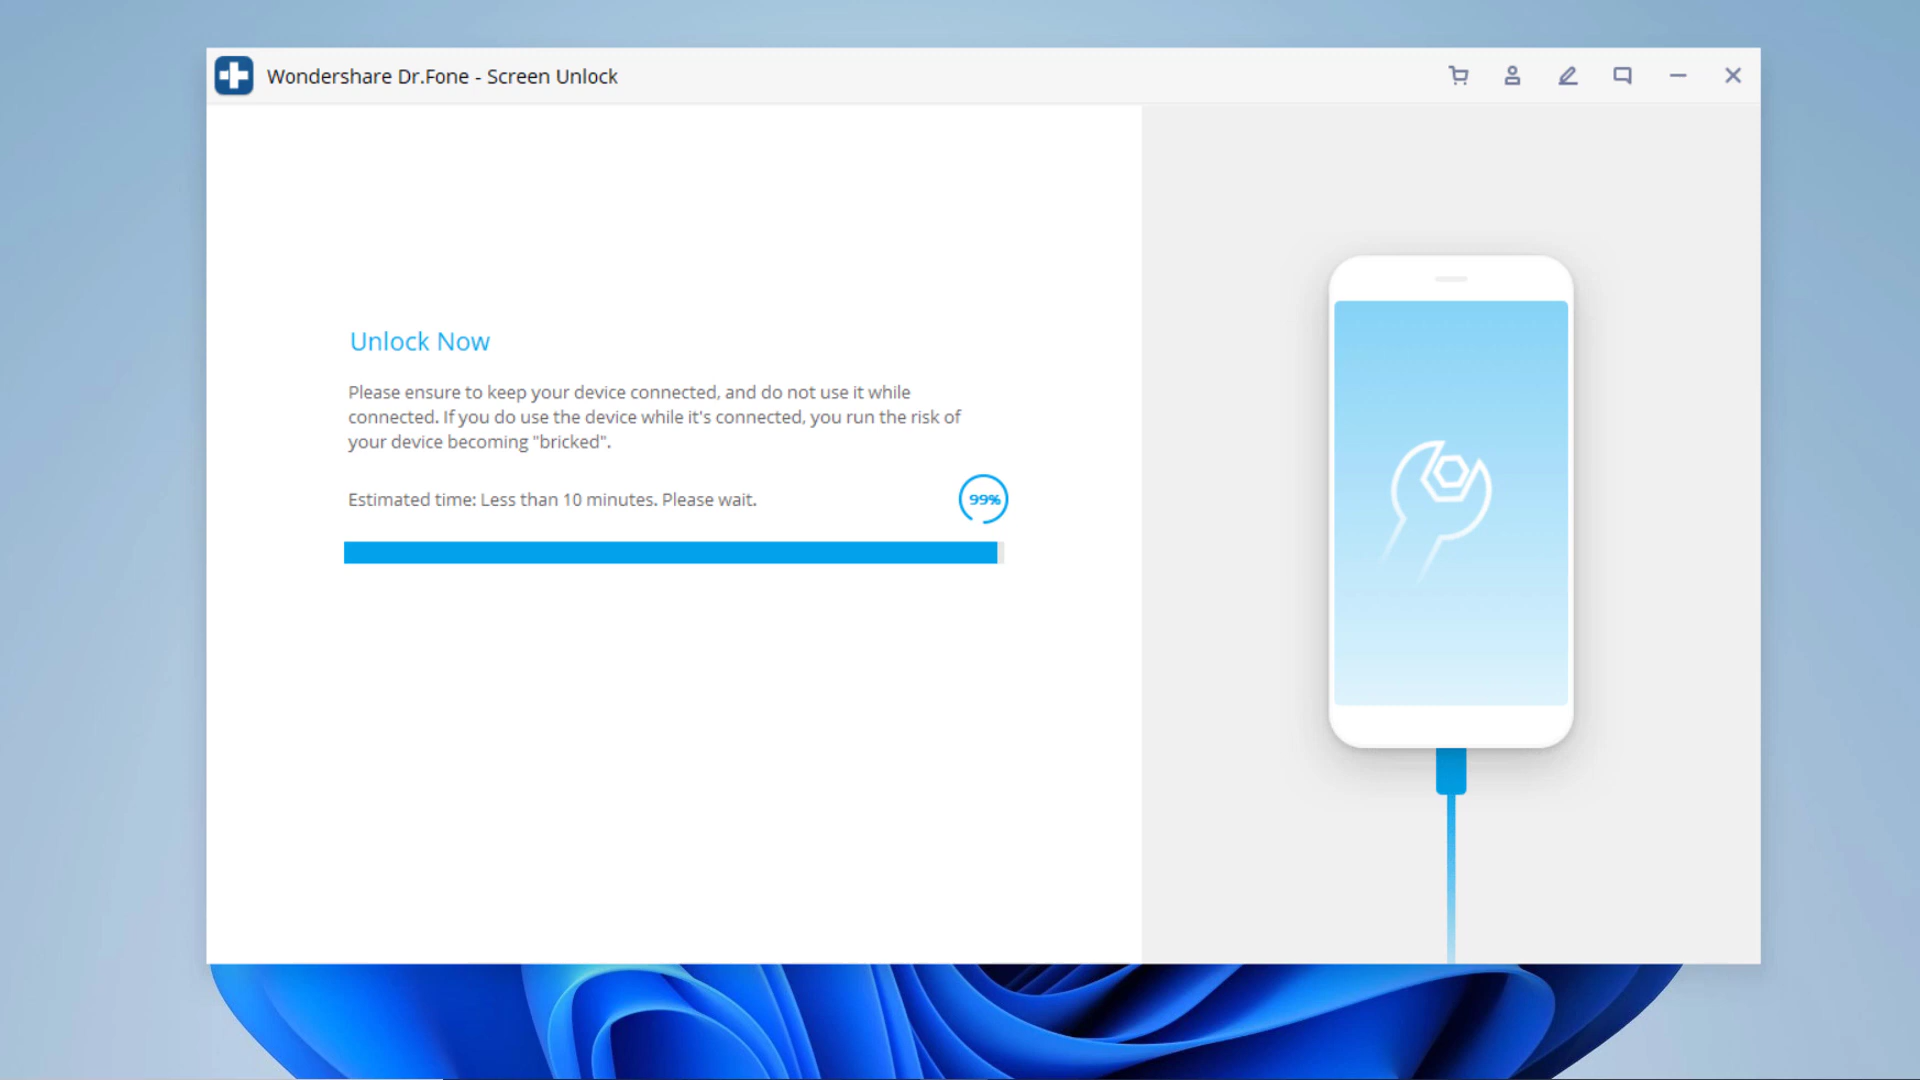 Wondershare Dr.Fone - Screen Unlock
Unlock Now
Please ensure to keep your device connected, and do not use it while
connected. If you do use the device while it's connected, you run the risk of
your device becoming "bricked".
Estimated time: Less than 10 minutes. Please wait.
99%